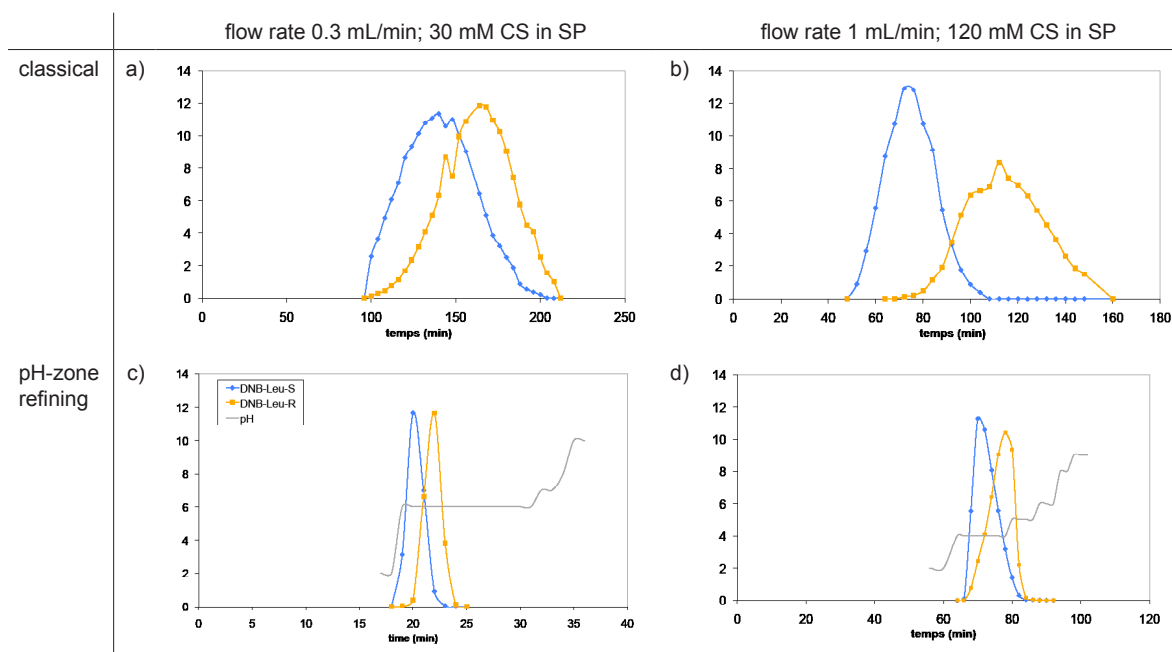 flow rate 0.3 mL/min; 30 mM CS in SP
flow rate 1 mL/min; 120 mM CS in SP
classical
a)
14
12
10
8
6
4
2
0
0 50 100 150 200 250
temps (min)
b)
14
12
10
8
6
4
2
0
0 20 40 60 80 100 120 140 160 180
temps (min)
pH-zone
refining
c)
14
12
10
8
6
4
2
0
DNB-Leu-S
DNB-Leu-R
pH
0 10 20 30 40
time (min)
d)
14
12
10
8
6
4
2
0
0 20 40 60 80 100 120
temps (min)